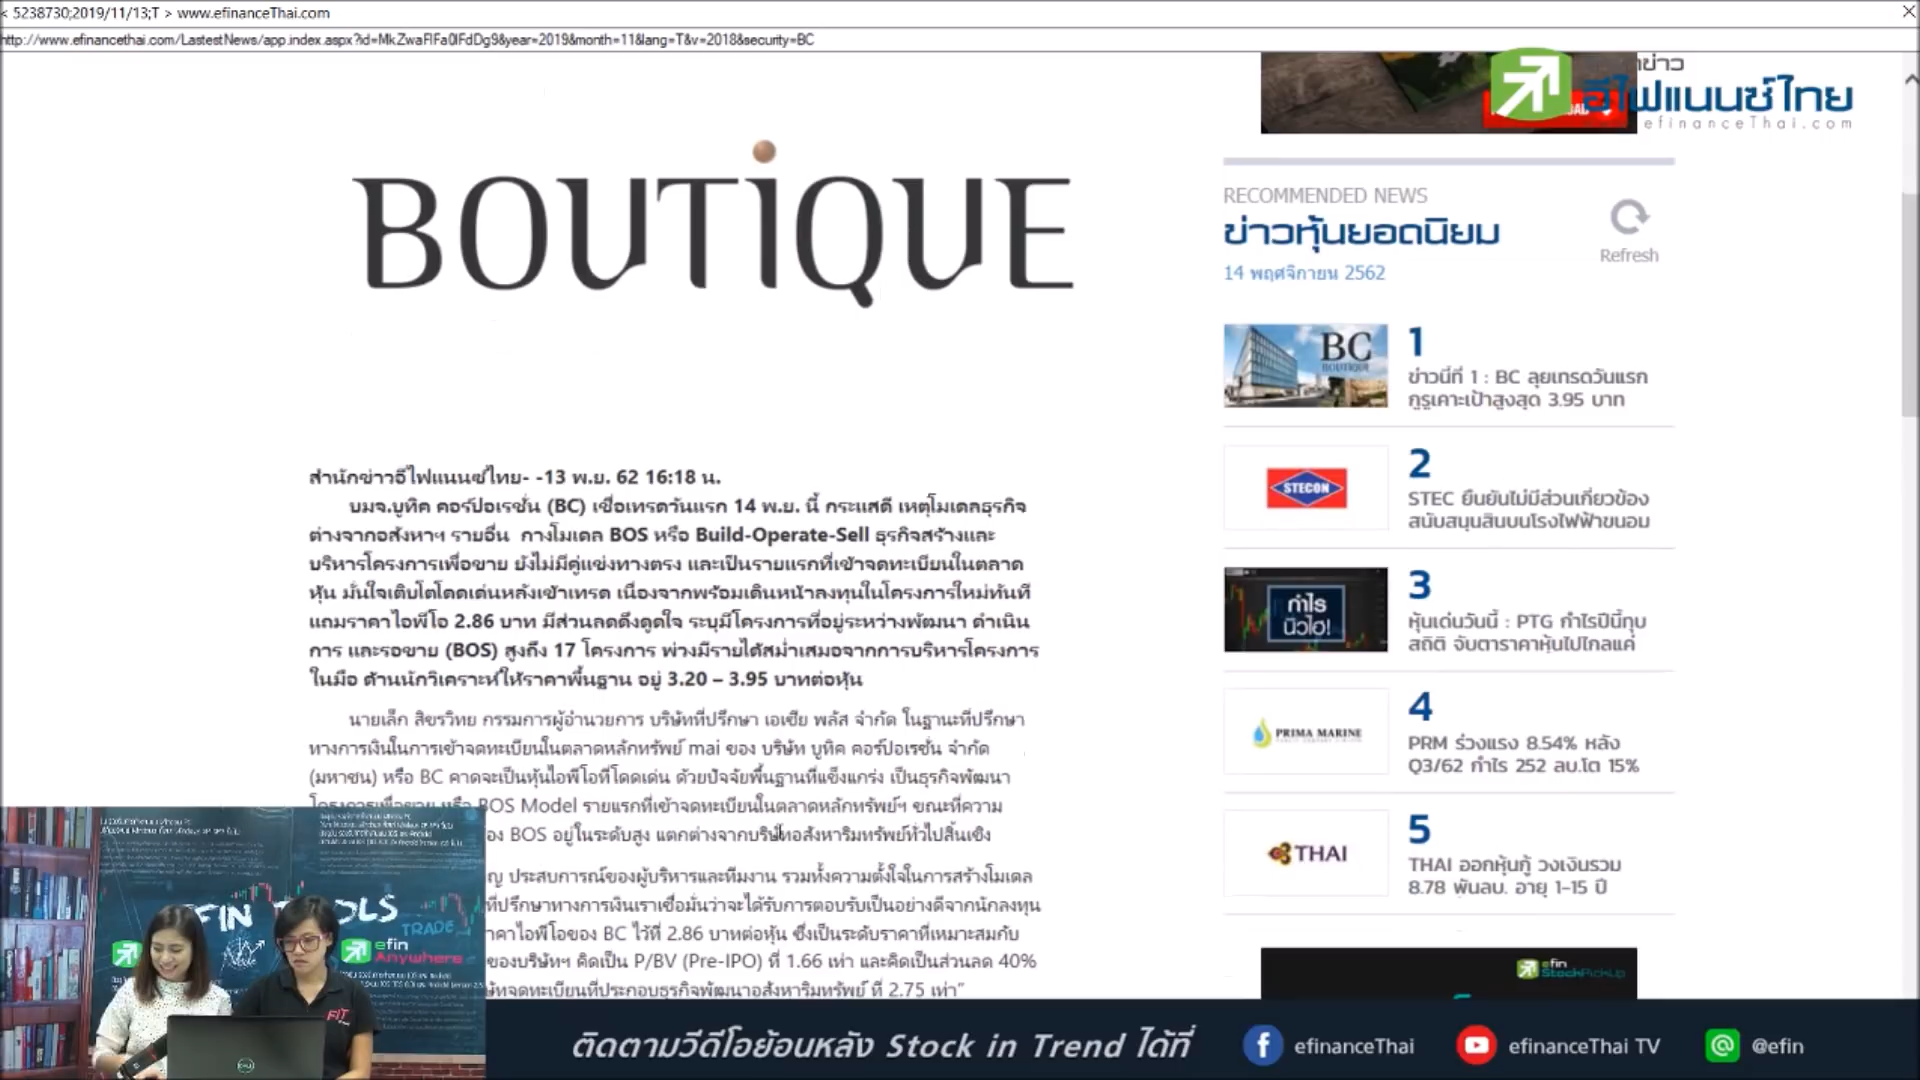 < 5238730;2019/11/13;T > www.efinanceThai.com
อีไฟแนนซ์ไทย
efinanceThai.com
BOUTIQUE
RECOMMENDED NEWS
ข่าวหุ้นยอดนิยม
Refresh
14 พฤศจิกายน 2562
BC
BOUTIQUE
1
ข่าวนี้ที่ 1 : BC ลุยเทรดวันแรก
กูรูเคาะเป้าสูงสุด 3.95 บาท
STECON
2
STEC ยืนยันไม่มีส่วนเกี่ยวข้อง
สนับสนุนสินบนโรงไฟฟ้าขนอม
กำไร
นิวไฮ!
3
หุ้นเด่นวันนี้ : PTG กำไรปีนี้ทุบ
สถิติ จับตาราคาหุ้นไปไกลแค่
PRIMA MARINE
4
PRM ร่วงแรง 8.54% หลัง
Q3/62 กำไร 252 ลบ.โต 15%
THAI
5
THAI ออกหุ้นกู้ วงเงินรวม
8.78 พันลบ. อายุ 1-15 ปี
efin
StockPickUp
สำนักข่าวอีไฟแนนซ์ไทย- -13 พ.ย. 62 16:18 น.
บมจ.บูทิค คอร์ปอเรชั่น (BC) เชื่อเทรดวันแรก 14 พ.ย. นี้ กระแสดี เหตุโมเดลธุรกิจ
ต่างจากอสังหาฯ รายอื่น กางโมเดล BOS หรือ Build-Operate-Sell ธุรกิจสร้างและ
บริหารโครงการเพื่อขาย ยังไม่มีคู่แข่งทางตรง และเป็นรายแรกที่เข้าจดทะเบียนในตลาด
หุ้น มั่นใจเติบโตโดดเด่นหลังเข้าเทรด เนื่องจากพร้อมเดินหน้าลงทุนในโครงการใหม่ทันที
แถมราคาไอพีโอ 2.86 บาท มีส่วนลดดึงดูดใจ ระบุมีโครงการที่อยู่ระหว่างพัฒนา ดำเนิน
การ และรอขาย (BOS) สูงถึง 17 โครงการ พ่วงมีรายได้สม่ำเสมอจากการบริหารโครงการ
ในมือ ด้านนักวิเคราะห์ให้ราคาพื้นฐาน อยู่ 3.20 – 3.95 บาทต่อหุ้น
นายเล็ก สิขรวิทย กรรมการผู้อำนวยการ บริษัทที่ปรึกษา เอเซีย พลัส จำกัด ในฐานะที่ปรึกษา
ทางการเงินในการเข้าจดทะเบียนในตลาดหลักทรัพย์ mai ของ บริษัท บูทิค คอร์ปอเรชั่น จำกัด
(มหาชน) หรือ BC คาดจะเป็นหุ้นไอพีโอที่โดดเด่น ด้วยปัจจัยพื้นฐานที่แข็งแกร่ง เป็นธุรกิจพัฒนา
โครงการเพื่อขาย หรือ BOS Model รายแรกที่เข้าจดทะเบียนในตลาดหลักทรัพย์ฯ ขณะที่ความ
อง BOS อยู่ในระดับสูง แตกต่างจากบริษัทอสังหาริมทรัพย์ทั่วไปสิ้นเชิง
ญ ประสบการณ์ของผู้บริหารและทีมงาน รวมทั้งความตั้งใจในการสร้างโมเดล
ที่ปรึกษาทางการเงินเราเชื่อมั่นว่าจะได้รับการตอบรับเป็นอย่างดีจากนักลงทุน
าคาไอพีโอของ BC ไว้ที่ 2.86 บาทต่อหุ้น ซึ่งเป็นระดับราคาที่เหมาะสมกับ
ของบริษัทฯ คิดเป็น P/BV (Pre-IPO) ที่ 1.66 เท่า และคิดเป็นส่วนลด 40%
ษัทจดทะเบียนที่ประกอบธุรกิจพัฒนาอสังหาริมทรัพย์ ที่ 2.75 เท่า”
TRADE
efin
Anywhere
FIT
ติดตามวีดีโอย้อนหลัง Stock in Trend ได้ที่
efinanceThai
efinanceThai TV
@efin